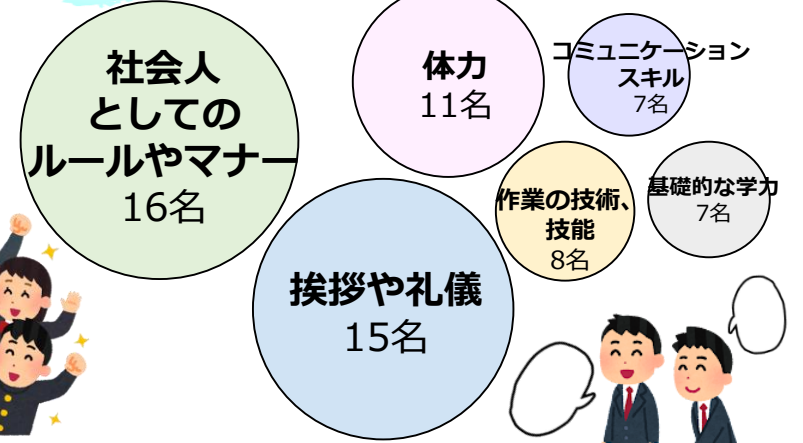 社会人
としての
ルールやマナー
16名
体力
11名
コミュニケーション
スキル
7名
挨拶や礼儀
15名
作業の技術、
技能
8名
基礎的な学力
7名